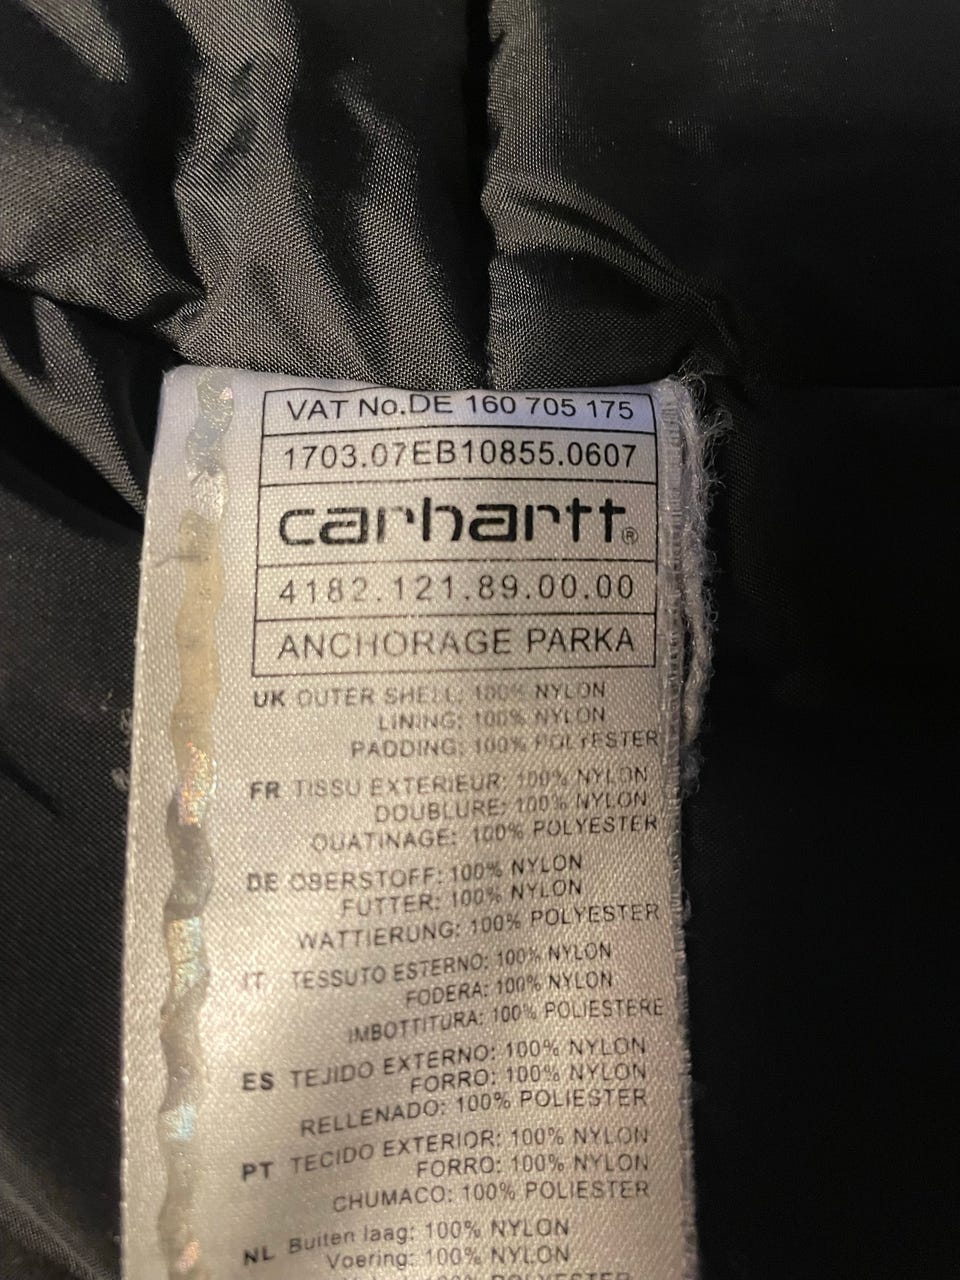 VAT No.DE 160 705 175
1703.07EB10855.0607
carhartt®
4182.121.89.00.00
ANCHORAGE PARKA
UK OUTER SHELL: 100% NYLON
LINING: 100% NYLON
PADDING: 100% POLYESTER
FR TISSU EXTERIEUR: 100% NYLON
DOUBLURE: 100% NYLON
OUATINAGE: 100% POLYESTER
DE OBERSTOFF: 100% NYLON
FUTTER: 100% NYLON
WATTIERUNG: 100% POLYESTER
IT TESSUTO ESTERNO: 100% NYLON
FODERA: 100% NYLON
IMBOTTITURA: 100% POLIESTERE
ES TEJIDO EXTERNO: 100% NYLON
FORRO: 100% NYLON
RELLENADO: 100% POLIESTER
PT TECIDO EXTERIOR: 100% NYLON
FORRO: 100% NYLON
CHUMACO: 100% POLIESTER
NL Buiten laag: 100% NYLON
Voering: 100% NYLON